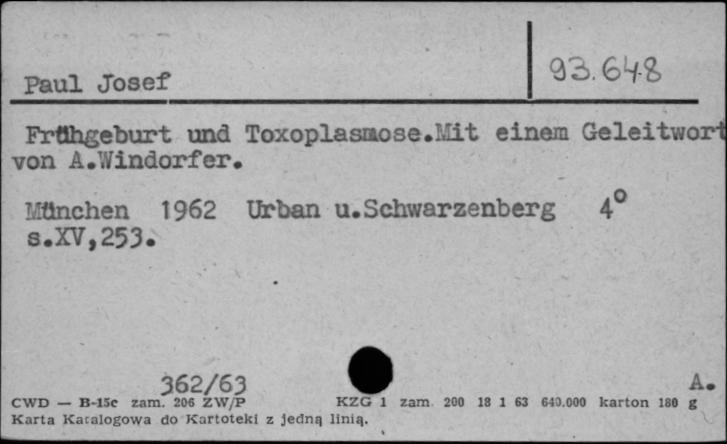 93.648
Paul Josef
Frühgeburt und Toxoplasmose.Mit einem Geleitwort
von A.Windorfer.
München 1962 Urban u.Schwarzenberg 4°
s.XV,253.
362/63 A.
CWD — B-15c zam. 206 ZW/P KZG 1 zam. 200 18 1 63 640.000 karton 180 g
Karta Katalogowa do Kartoteki z jedną linią.